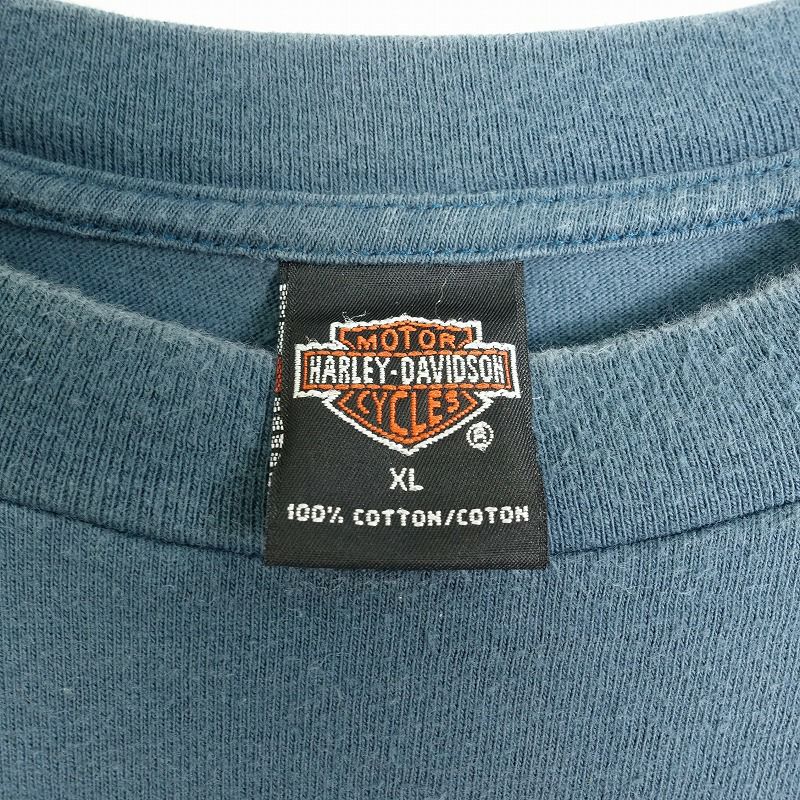 MOTOR
HARLEY-DAVIDSON
CYCLES
®
XL
100% COTTON/COTON